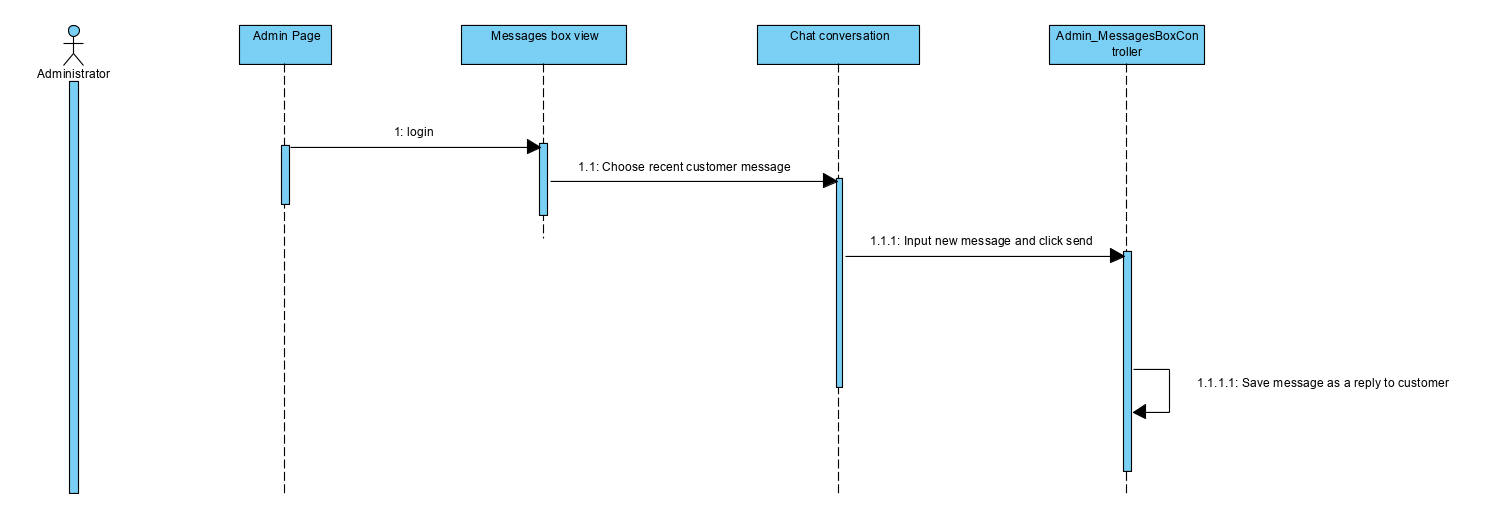 Administrator
Admin Page
Messages box view
Chat conversation
Admin_MessagesBoxCon
troller
1: login
1.1: Choose recent customer message
1.1.1: Input new message and click send
1.1.1.1: Save message as a reply to customer